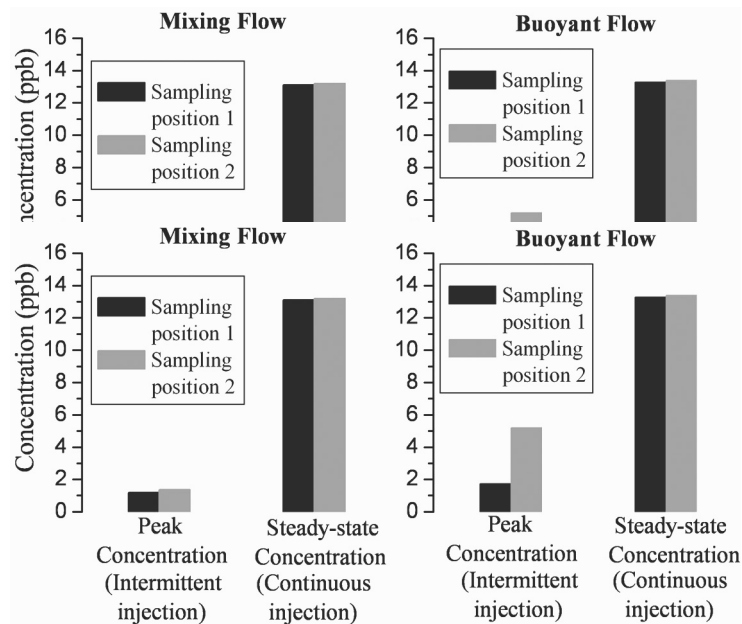 Mixing Flow
Buoyant Flow
16
14
12
10
8
6
ncentration (ppb)
Sampling
position 1
Sampling
position 2
16
14
12
10
8
6
Sampling
position 1
Sampling
position 2
Mixing Flow
Buoyant Flow
16
14
12
10
8
6
4
2
0
Concentration (ppb)
Sampling
position 1
Sampling
position 2
Peak
Concentration
(Intermittent
injection)
Steady-state
Concentration
(Continuous
injection)
16
14
12
10
8
6
4
2
0
Sampling
position 1
Sampling
position 2
Peak
Concentration
(Intermittent
injection)
Steady-state
Concentration
(Continuous
injection)